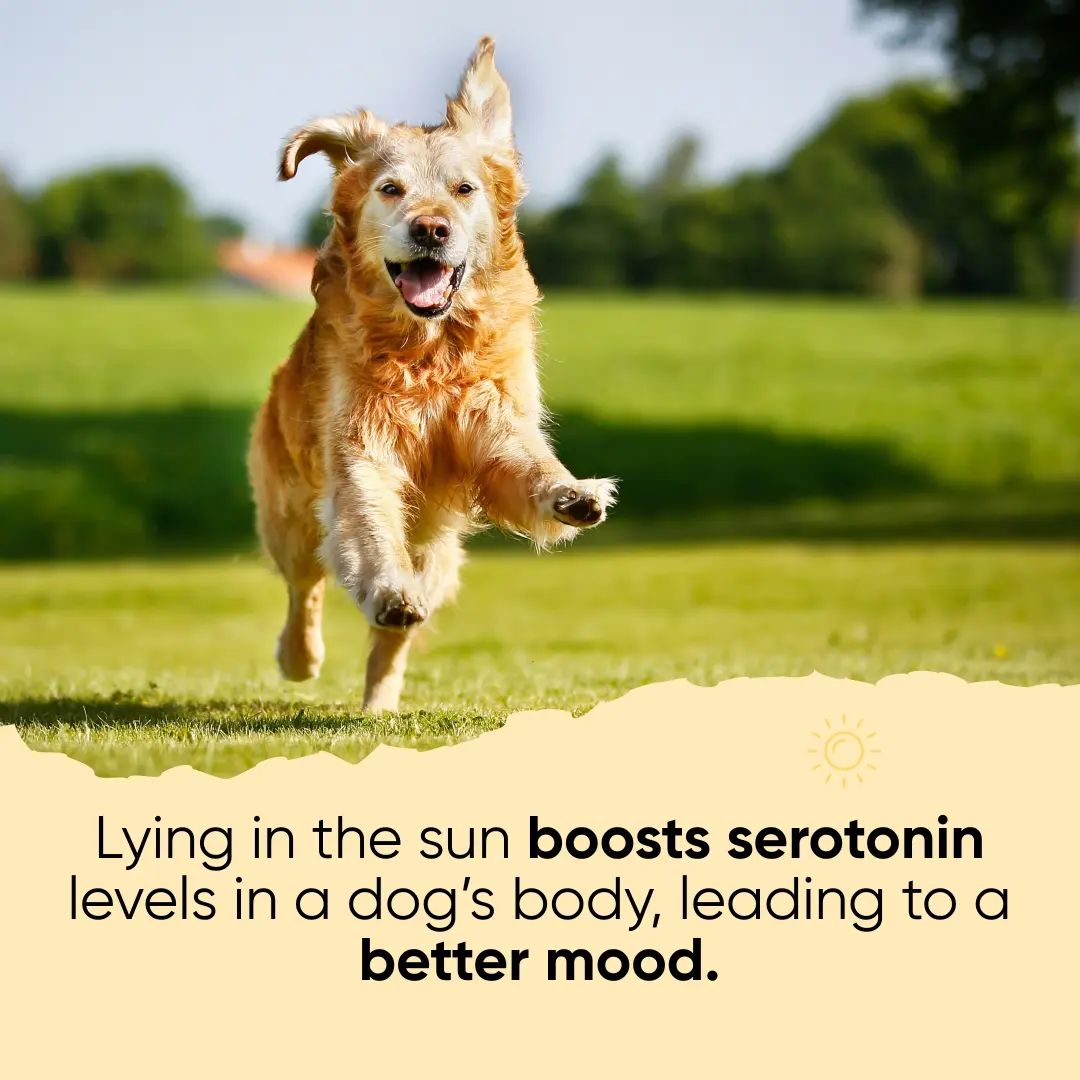 Lying in the sun boosts serotonin
levels in a dog’s body, leading to a
better mood.